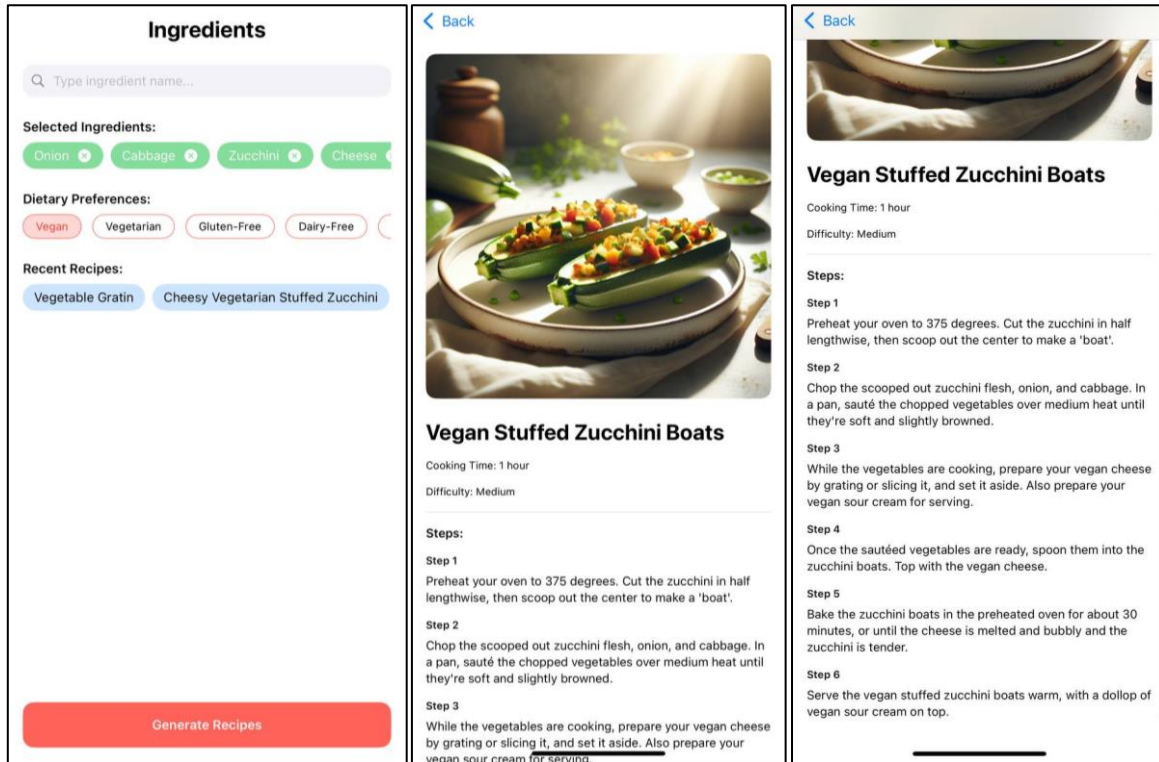 Ingredients
Type ingredient name...
Selected Ingredients:
Onion
Cabbage
Zucchini
Cheese
Dietary Preferences:
Vegan
Vegetarian
Gluten-Free
Dairy-Free
Recent Recipes:
Vegetable Gratin
Cheesy Vegetarian Stuffed Zucchini
Generate Recipes
Back
Vegan Stuffed Zucchini Boats
Cooking Time: 1 hour
Difficulty: Medium
Steps:
Step 1
Preheat your oven to 375 degrees. Cut the zucchini in half
lengthwise, then scoop out the center to make a 'boat'.
Step 2
Chop the scooped out zucchini flesh, onion, and cabbage. In
a pan, sauté the chopped vegetables over medium heat until
they're soft and slightly browned.
Step 3
While the vegetables are cooking, prepare your vegan cheese
by grating or slicing it, and set it aside. Also prepare your
vegan sour cream for serving.
Back
Vegan Stuffed Zucchini Boats
Cooking Time: 1 hour
Difficulty: Medium
Steps:
Step 1
Preheat your oven to 375 degrees. Cut the zucchini in half
lengthwise, then scoop out the center to make a 'boat'.
Step 2
Chop the scooped out zucchini flesh, onion, and cabbage. In
a pan, sauté the chopped vegetables over medium heat until
they're soft and slightly browned.
Step 3
While the vegetables are cooking, prepare your vegan cheese
by grating or slicing it, and set it aside. Also prepare your
vegan sour cream for serving.
Step 4
Once the sautéed vegetables are ready, spoon them into the
zucchini boats. Top with the vegan cheese.
Step 5
Bake the zucchini boats in the preheated oven for about 30
minutes, or until the cheese is melted and bubbly and the
zucchini is tender.
Step 6
Serve the vegan stuffed zucchini boats warm, with a dollop of
vegan sour cream on top.